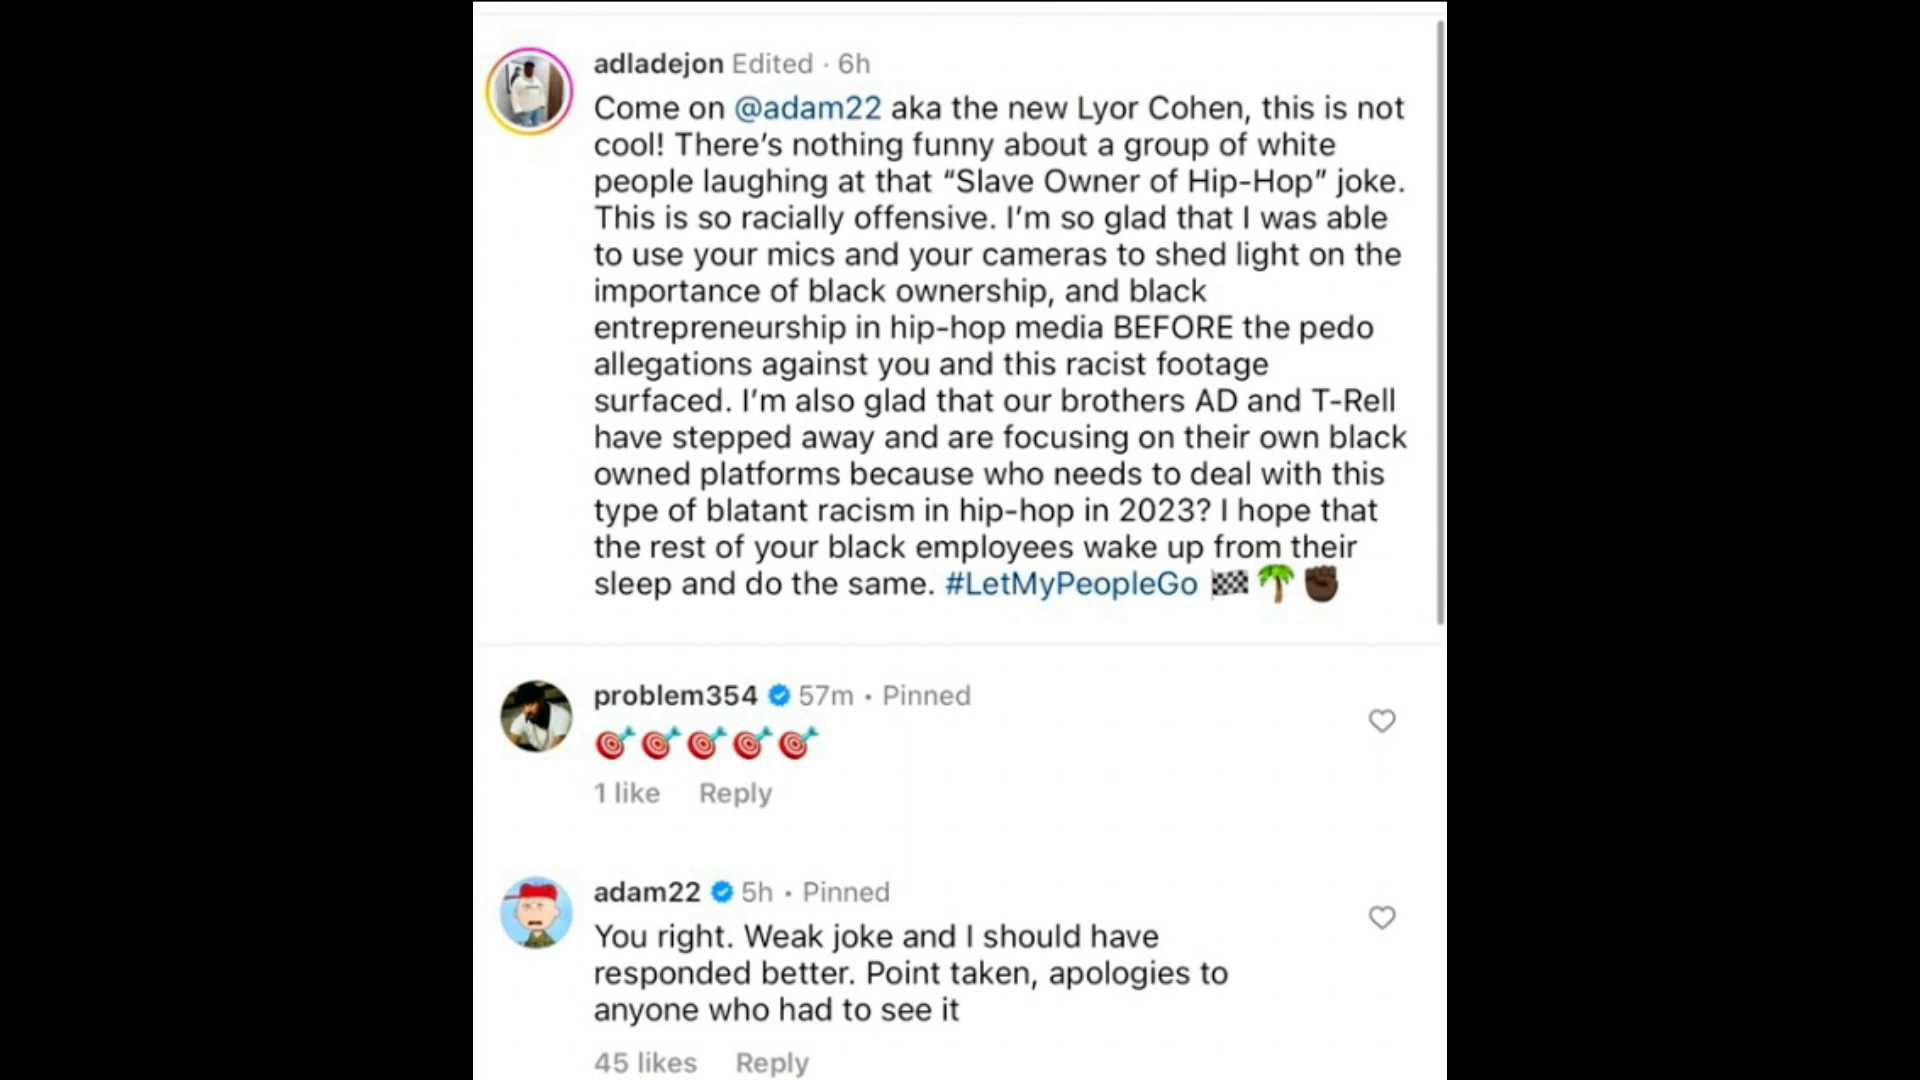 adladejon Edited · 6h
Come on @adam22 aka the new Lyor Cohen, this is not
cool! There’s nothing funny about a group of white
people laughing at that “Slave Owner of Hip-Hop” joke.
This is so racially offensive. I’m so glad that I was able
to use your mics and your cameras to shed light on the
importance of black ownership, and black
entrepreneurship in hip-hop media BEFORE the pedo
allegations against you and this racist footage
surfaced. I’m also glad that our brothers AD and T-Rell
have stepped away and are focusing on their own black
owned platforms because who needs to deal with this
type of blatant racism in hip-hop in 2023? I hope that
the rest of your black employees wake up from their
sleep and do the same. #LetMyPeopleGo 🏁🌴✊🏿
problem354 57m • Pinned
🎯🎯🎯🎯🎯
1 like Reply
adam22 5h • Pinned
You right. Weak joke and I should have
responded better. Point taken, apologies to
anyone who had to see it
45 likes Reply